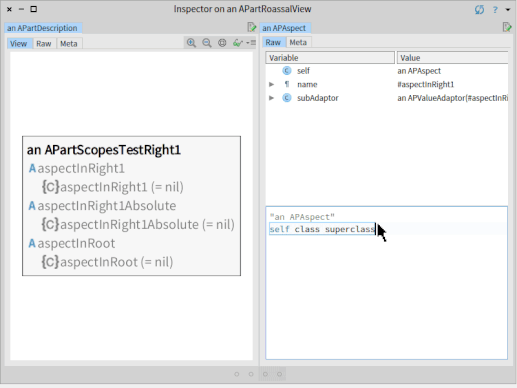 Inspector on an APartRoassalView
?
an APartDescription
View Raw Meta
an APartScopesTestRight1
A aspectInRight1
{C} aspectInRight1 (= nil)
A aspectInRight1Absolute
{C} aspectInRight1Absolute (= nil)
A aspectInRoot
{C} aspectInRoot (= nil)
an APAspect
Raw Meta
Variable Value
C self an APAspect
¶ name #aspectInRight1
C subAdaptor an APValueAdaptor(#aspectInRi
"an APAspect"
self class superclass